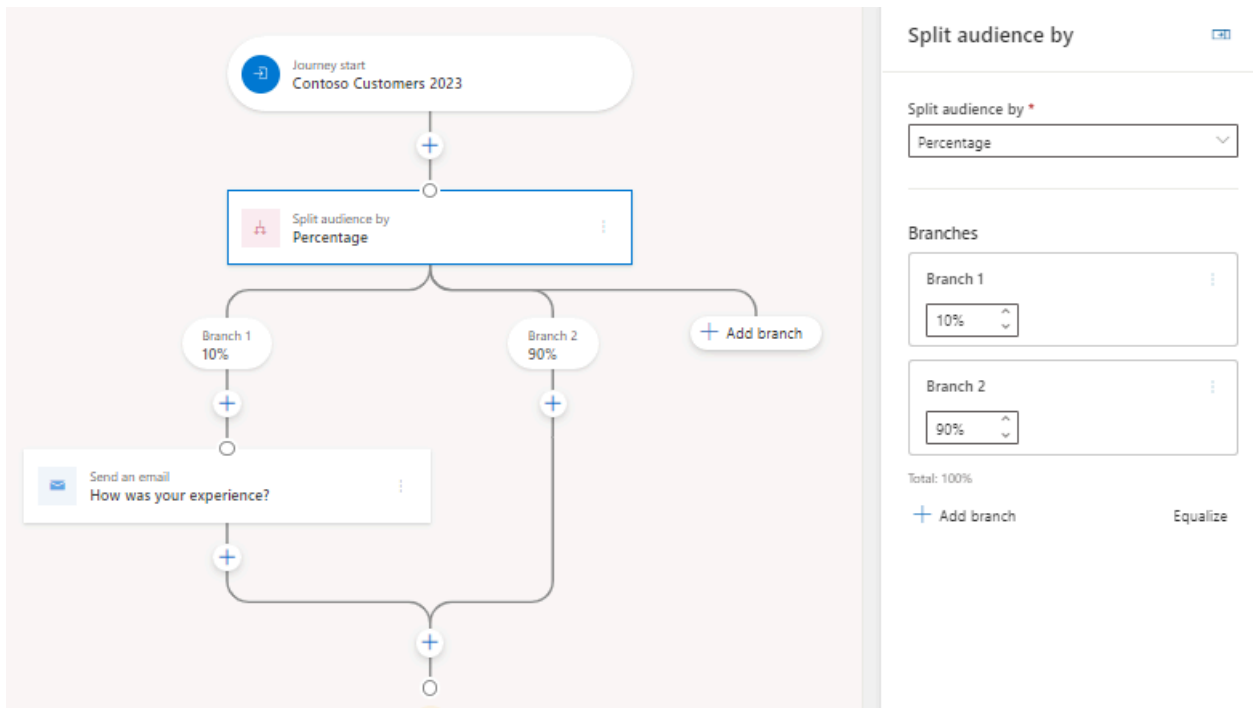 Journey start
Contoso Customers 2023
Split audience by
Percentage
Branch 1
10%
Branch 2
90%
Add branch
Send an email
How was your experience?
Split audience by
Split audience by *
Percentage
Branches
Branch 1
10%
Branch 2
90%
Total: 100%
Add branch
Equalize